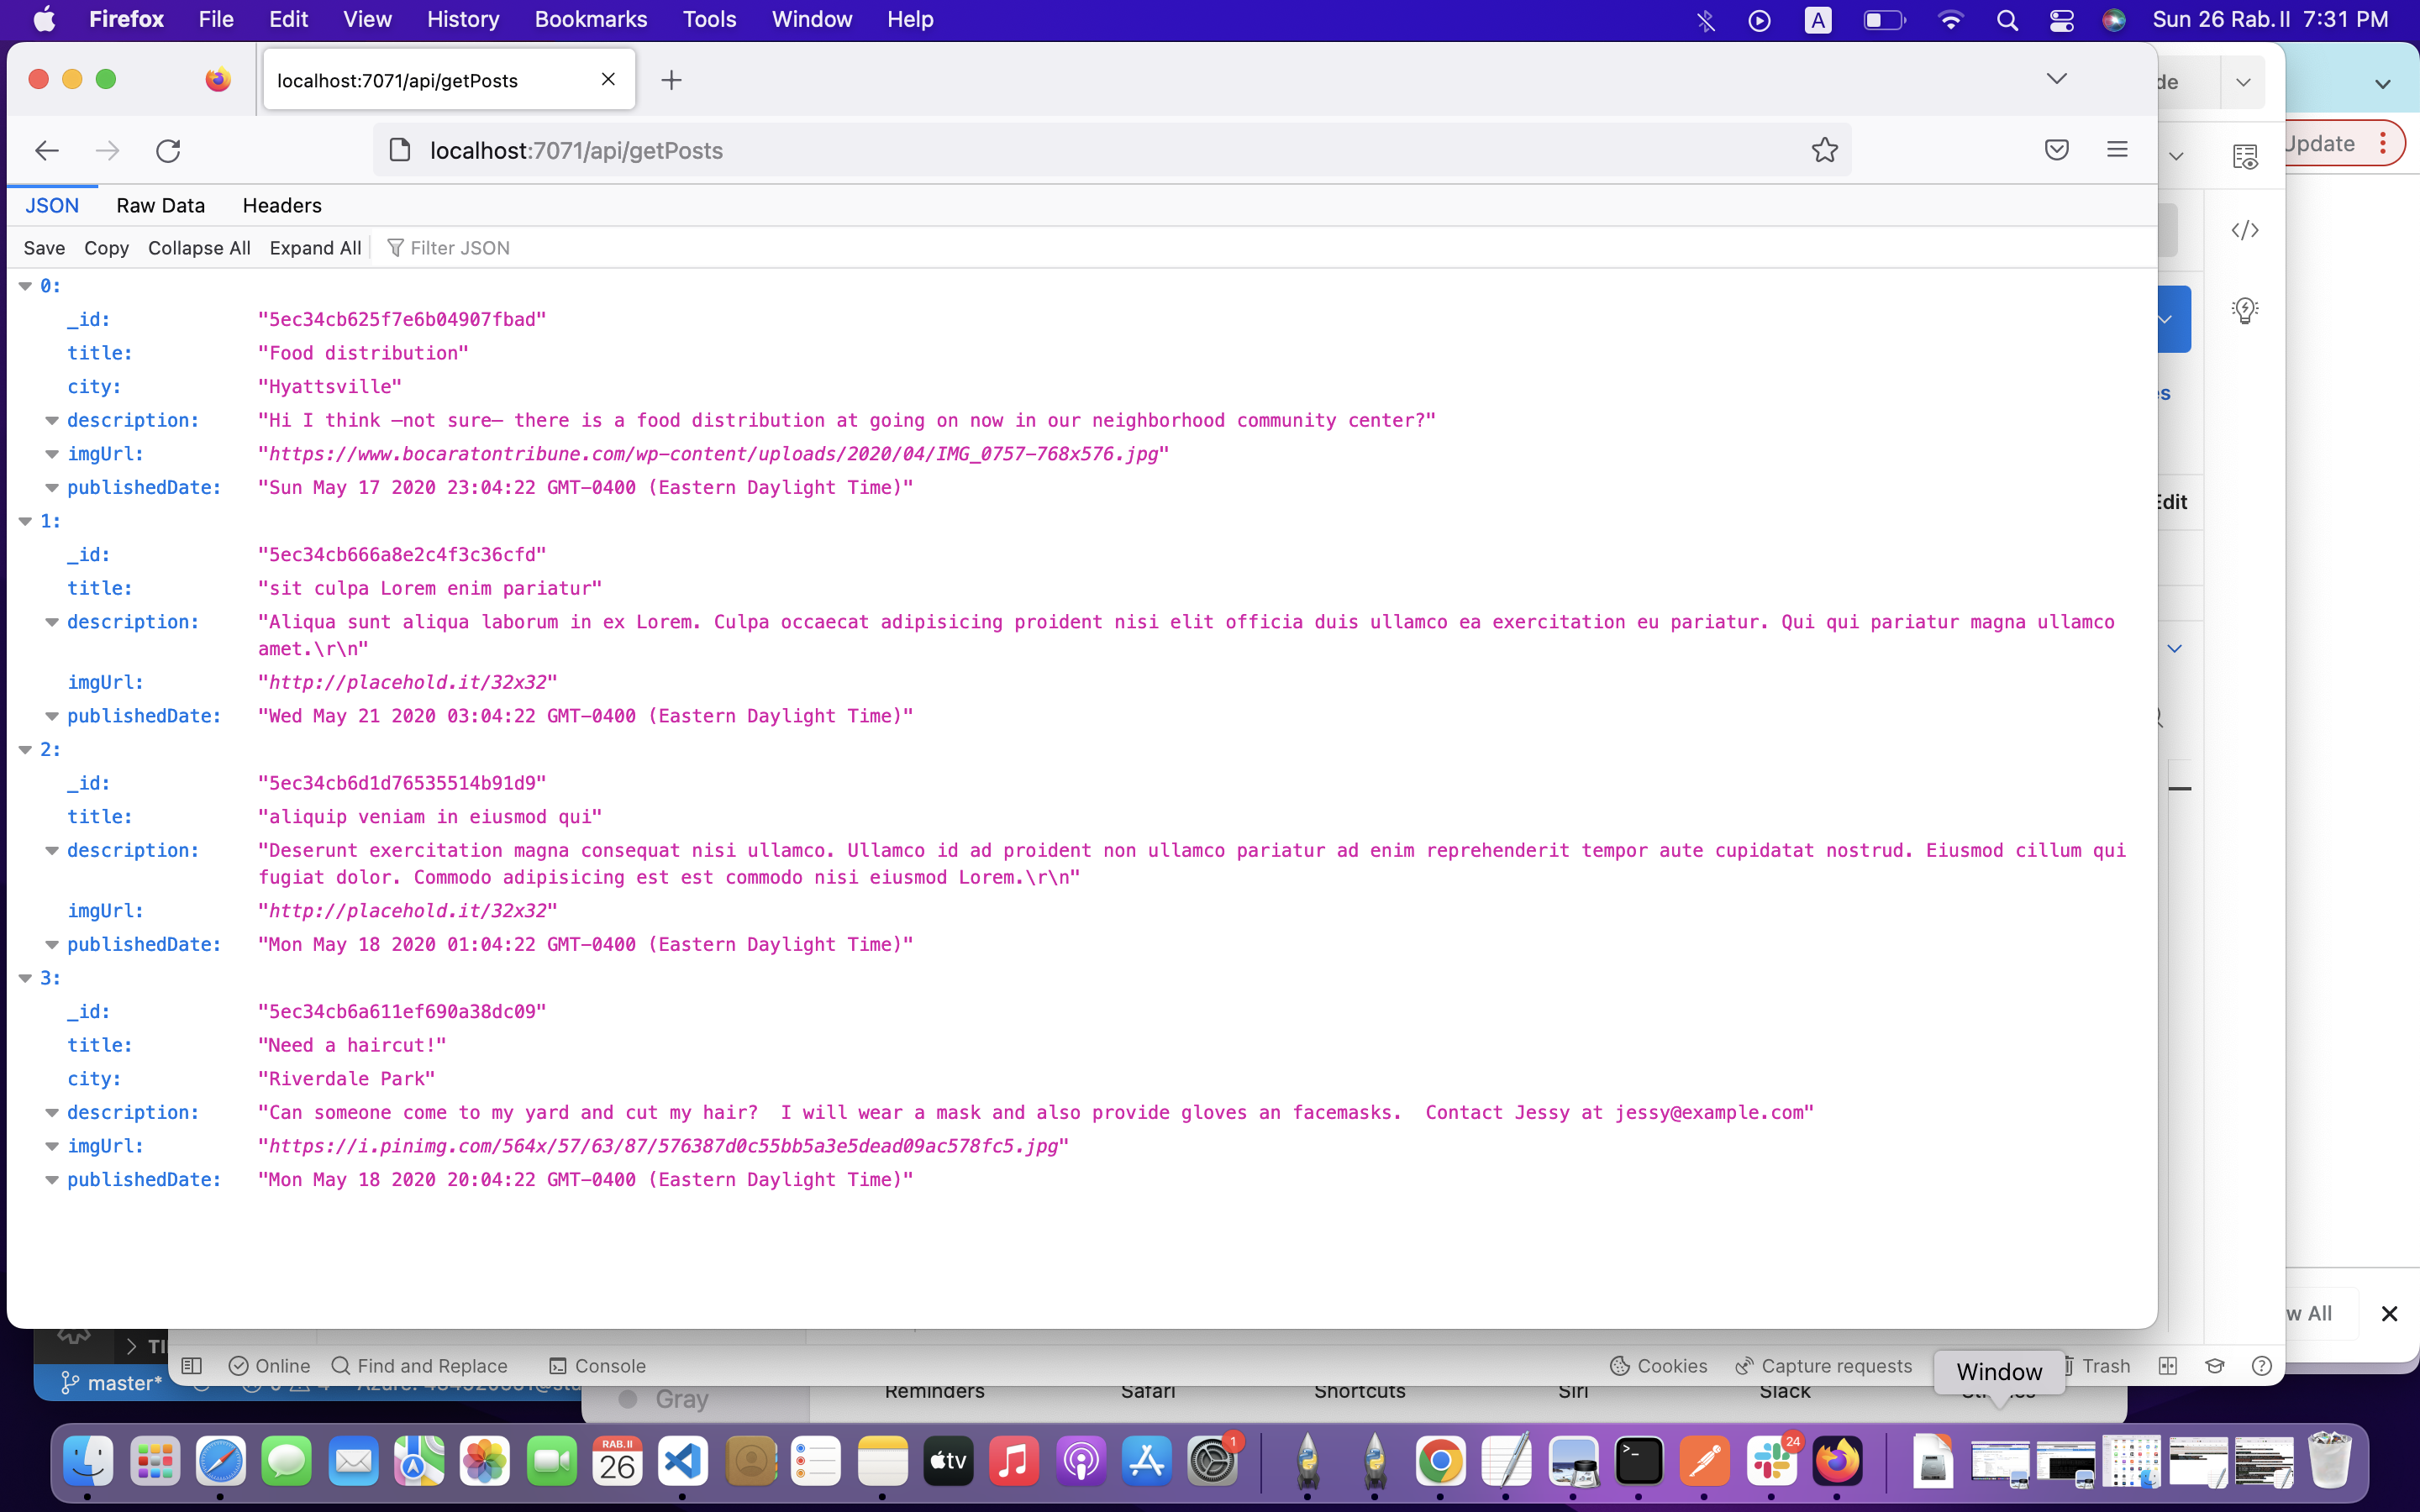 Firefox File Edit View History Bookmarks Tools Window Help
A
Sun 26 Rab. II 7:31 PM
localhost:7071/api/getPosts
localhost:7071/api/getPosts
JSON Raw Data Headers
Save Copy Collapse All Expand All Filter JSON
0:
_id: "5ec34cb625f7e6b04907fbad"
title: "Food distribution"
city: "Hyattsville"
description: "Hi I think —not sure— there is a food distribution at going on now in our neighborhood community center?"
imgUrl: "https://www.bocaratontribune.com/wp-content/uploads/2020/04/IMG_0757-768x576.jpg"
publishedDate: "Sun May 17 2020 23:04:22 GMT-0400 (Eastern Daylight Time)"
1:
_id: "5ec34cb666a8e2c4f3c36cfd"
title: "sit culpa Lorem enim pariatur"
description: "Aliqua sunt aliqua laborum in ex Lorem. Culpa occaecat adipisicing proident nisi elit officia duis ullamco ea exercitation eu pariatur. Qui qui pariatur magna ullamco
amet.\r\n"
imgUrl: "http://placehold.it/32x32"
publishedDate: "Wed May 21 2020 03:04:22 GMT-0400 (Eastern Daylight Time)"
2:
_id: "5ec34cb6d1d76535514b91d9"
title: "aliquip veniam in eiusmod qui"
description: "Deserunt exercitation magna consequat nisi ullamco. Ullamco id ad proident non ullamco pariatur ad enim reprehenderit tempor aute cupidatat nostrud. Eiusmod cillum qui
fugiat dolor. Commodo adipisicing est est commodo nisi eiusmod Lorem.\r\n"
imgUrl: "http://placehold.it/32x32"
publishedDate: "Mon May 18 2020 01:04:22 GMT-0400 (Eastern Daylight Time)"
3:
_id: "5ec34cb6a611ef690a38dc09"
title: "Need a haircut!"
city: "Riverdale Park"
description: "Can someone come to my yard and cut my hair?  I will wear a mask and also provide gloves an facemasks.  Contact Jessy at jessy@example.com"
imgUrl: "https://i.pinimg.com/564x/57/63/87/576387d0c55bb5a3e5dead09ac578fc5.jpg"
publishedDate: "Mon May 18 2020 20:04:22 GMT-0400 (Eastern Daylight Time)"
Update
Edit
All
Online Find and Replace Console Cookies Capture requests Trash
Window
master*
Gray
Reminders Safari Shortcuts Siri Slack
RAB. II
26
tv
1
24